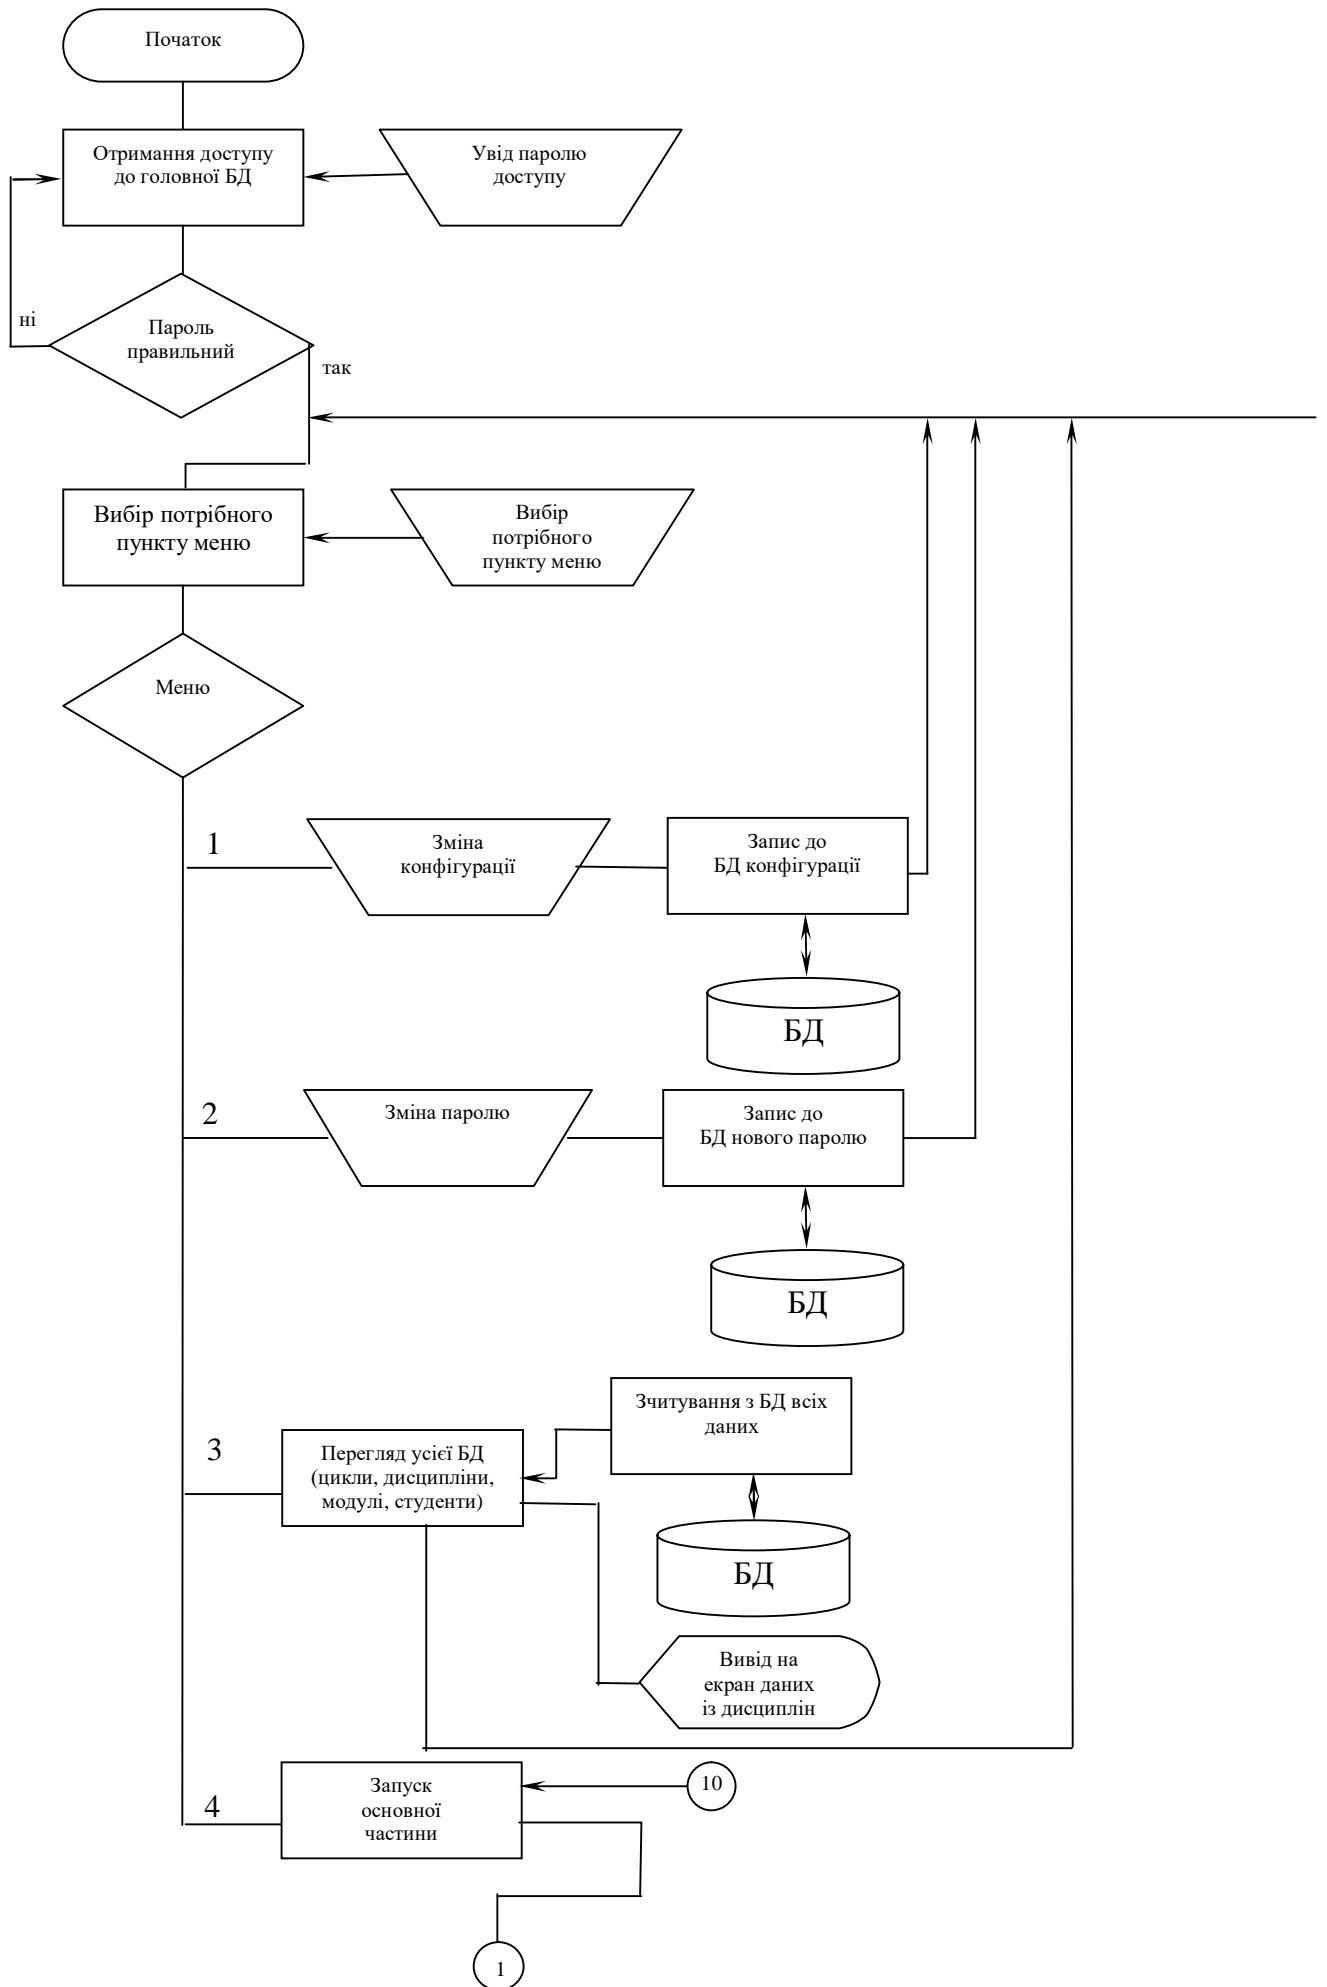 Початок
Отримання доступу
до головної БД
Увід паролю
доступу
ні
Пароль
правильний
так
Вибір потрібного
пункту меню
Вибір
потрібного
пункту меню
Меню
1
Зміна
конфігурації
Запис до
БД конфігурації
БД
2
Зміна паролю
Запис до
БД нового паролю
БД
Зчитування з БД всіх
даних
3
Перегляд усієї БД
(цикли, дисципліни,
модулі, студенти)
БД
Вивід на
екран даних
із дисциплін
4
Запуск
основної
частини
10
1